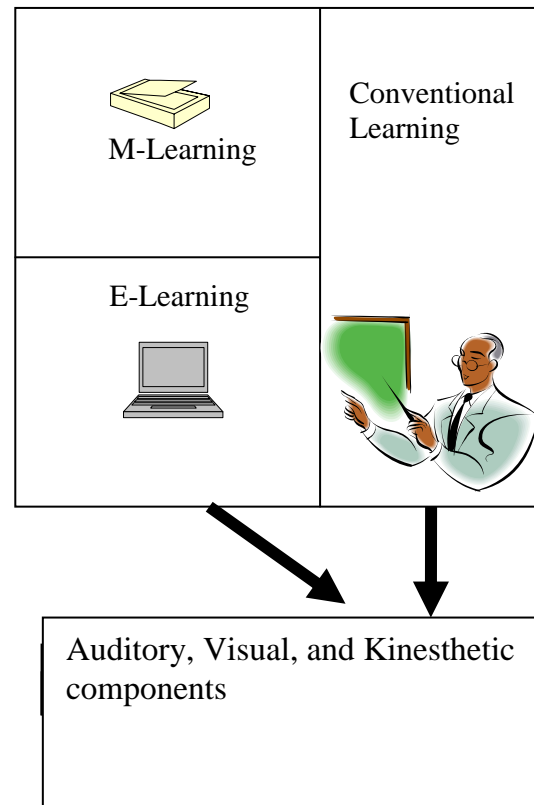 M-Learning
Conventional
Learning
E-Learning
Auditory, Visual, and Kinesthetic
components